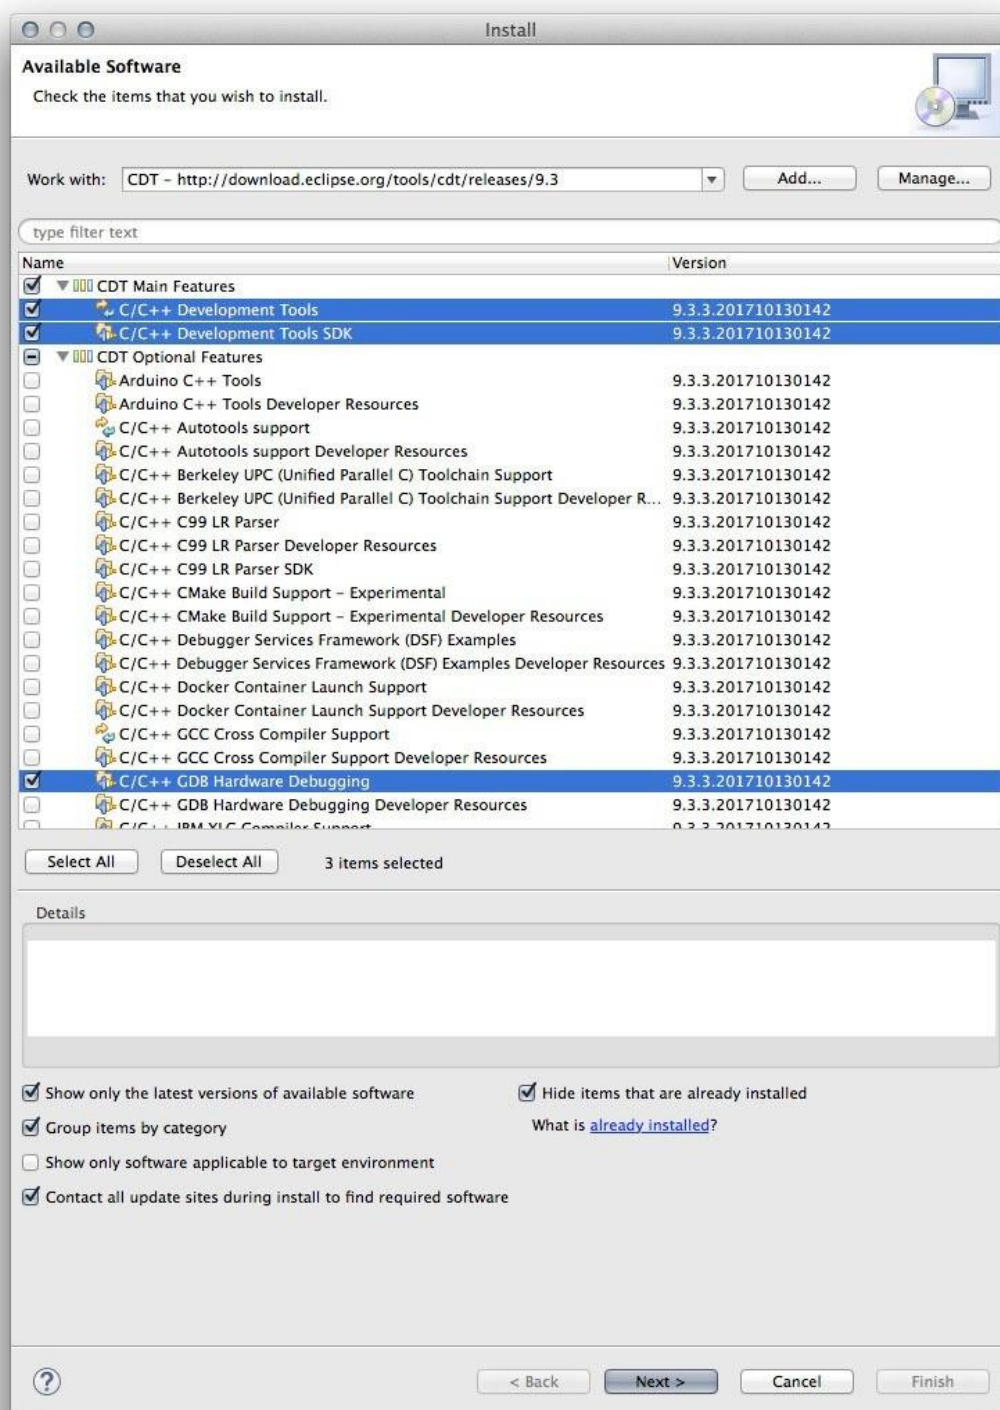 Install
Available Software
Check the items that you wish to install.
Work with: CDT - http://download.eclipse.org/tools/cdt/releases/9.3 Add... Manage...
type filter text
Name Version
CDT Main Features
C/C++ Development Tools 9.3.3.201710130142
C/C++ Development Tools SDK 9.3.3.201710130142
CDT Optional Features
Arduino C++ Tools 9.3.3.201710130142
Arduino C++ Tools Developer Resources 9.3.3.201710130142
C/C++ Autotools support 9.3.3.201710130142
C/C++ Autotools support Developer Resources 9.3.3.201710130142
C/C++ Berkeley UPC (Unified Parallel C) Toolchain Support 9.3.3.201710130142
C/C++ Berkeley UPC (Unified Parallel C) Toolchain Support Developer R... 9.3.3.201710130142
C/C++ C99 LR Parser 9.3.3.201710130142
C/C++ C99 LR Parser Developer Resources 9.3.3.201710130142
C/C++ C99 LR Parser SDK 9.3.3.201710130142
C/C++ CMake Build Support - Experimental 9.3.3.201710130142
C/C++ CMake Build Support - Experimental Developer Resources 9.3.3.201710130142
C/C++ Debugger Services Framework (DSF) Examples 9.3.3.201710130142
C/C++ Debugger Services Framework (DSF) Examples Developer Resources 9.3.3.201710130142
C/C++ Docker Container Launch Support 9.3.3.201710130142
C/C++ Docker Container Launch Support Developer Resources 9.3.3.201710130142
C/C++ GCC Cross Compiler Support 9.3.3.201710130142
C/C++ GCC Cross Compiler Support Developer Resources 9.3.3.201710130142
C/C++ GDB Hardware Debugging 9.3.3.201710130142
C/C++ GDB Hardware Debugging Developer Resources 9.3.3.201710130142
C/C++ IBM XLC Compiler Support 9.3.3.201710130142
Select All Deselect All 3 items selected
Details
Show only the latest versions of available software Hide items that are already installed
Group items by category What is already installed?
Show only software applicable to target environment
Contact all update sites during install to find required software
? < Back Next > Cancel Finish